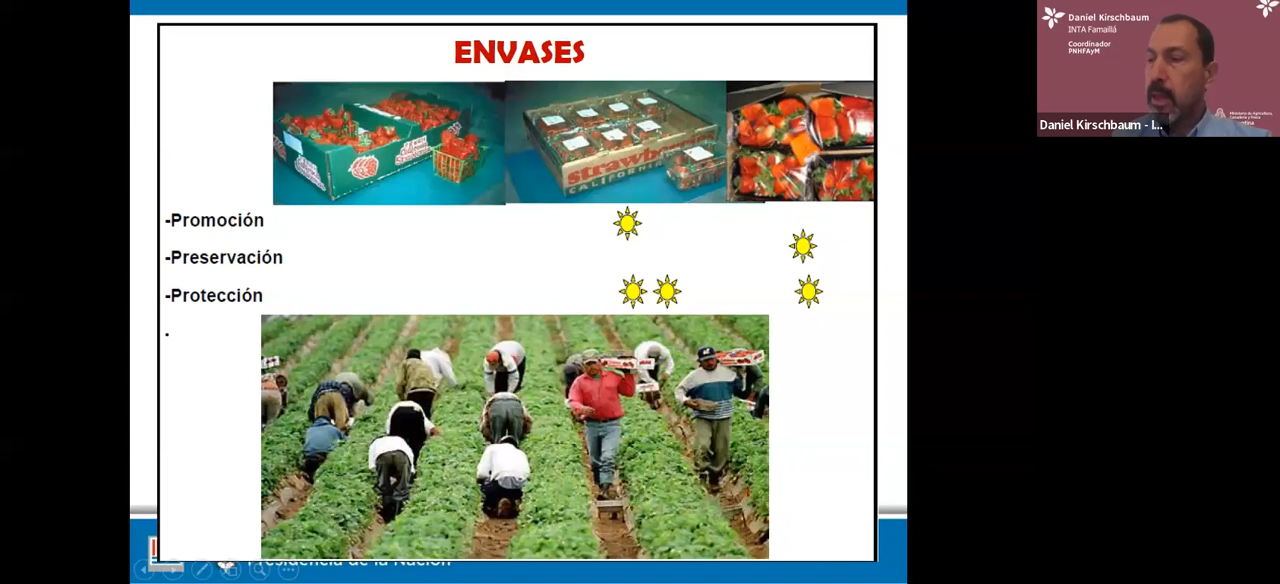 ENVASES
strawberries
CALIFORNIA
-Promoción
-Preservación
-Protección
.
Presidencia de la Nación
Daniel Kirschbaum
INTA Famaillá
Coordinador
PNHFAyM
Daniel Kirschbaum - I...